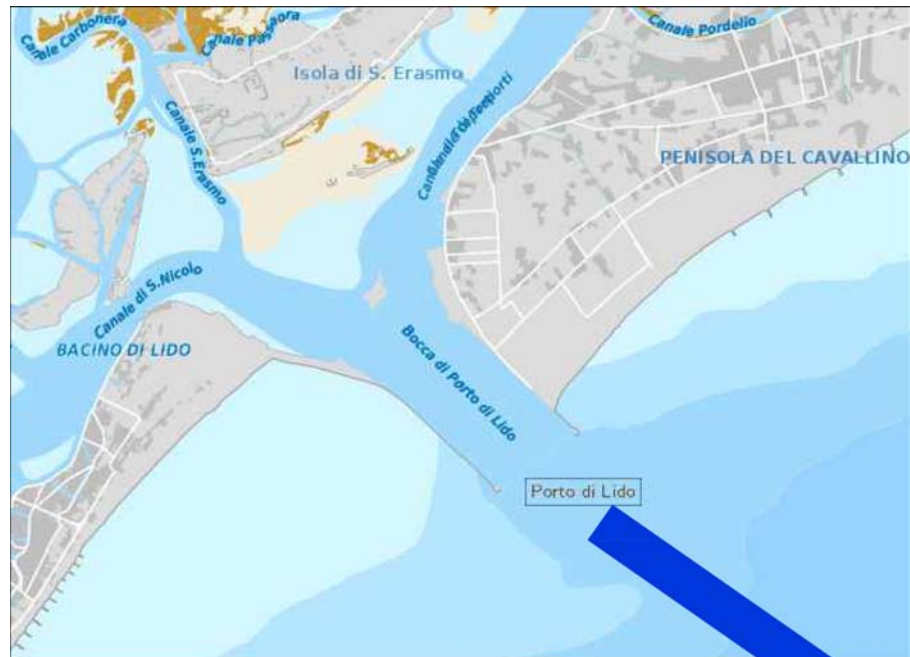 Canale Carbonera
Canale Passaora
Canale Pordelio
Isola di S. Erasmo
Canale S.Erasmo
PENISOLA DEL CAVALLINO
Canale di S.Nicolo
BACINO DI LIDO
Bocca di Porto di Lido
Porto di Lido